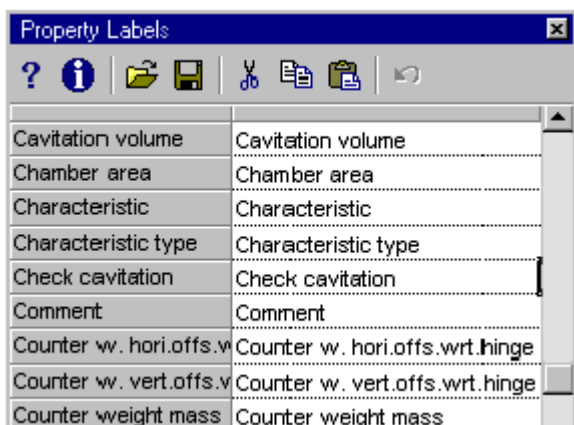 Property Labels
Cavitation volume Cavitation volume
Chamber area Chamber area
Characteristic Characteristic
Characteristic type Characteristic type
Check cavitation Check cavitation
Comment Comment
Counter w. hori.offs.w Counter w. hori.offs.wrt.hinge
Counter w. vert.offs.v Counter w. vert.offs.wrt.hinge
Counter weight mass Counter weight mass